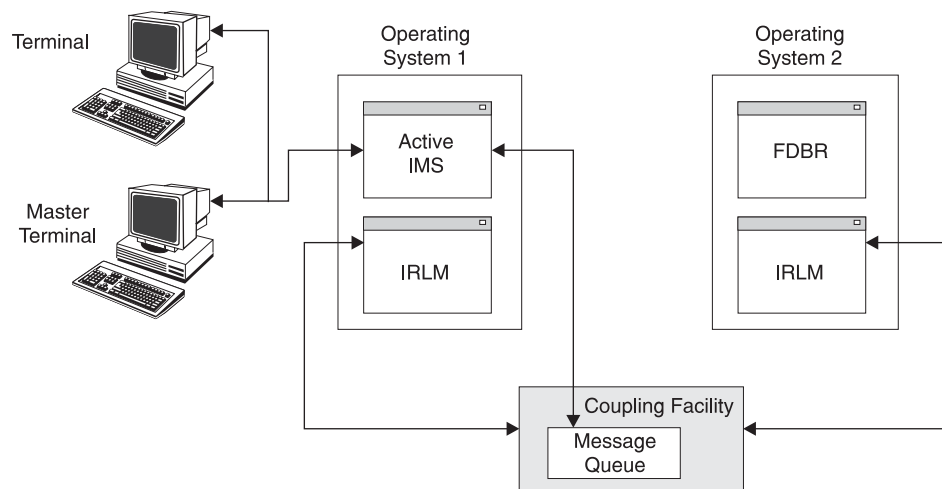 Terminal
Master
Terminal
Operating
System 1
Active
IMS
IRLM
Operating
System 2
FDBR
IRLM
Coupling Facility
Message
Queue